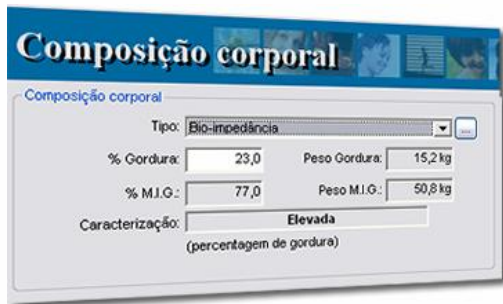 Composição corporal
Composição corporal
Tipo: Bio-impedância ...
% Gordura: 23,0 Peso Gordura: 15,2 kg
% M.I.G.: 77,0 Peso M.I.G.: 50,8 kg
Caracterização: Elevada
(percentagem de gordura)